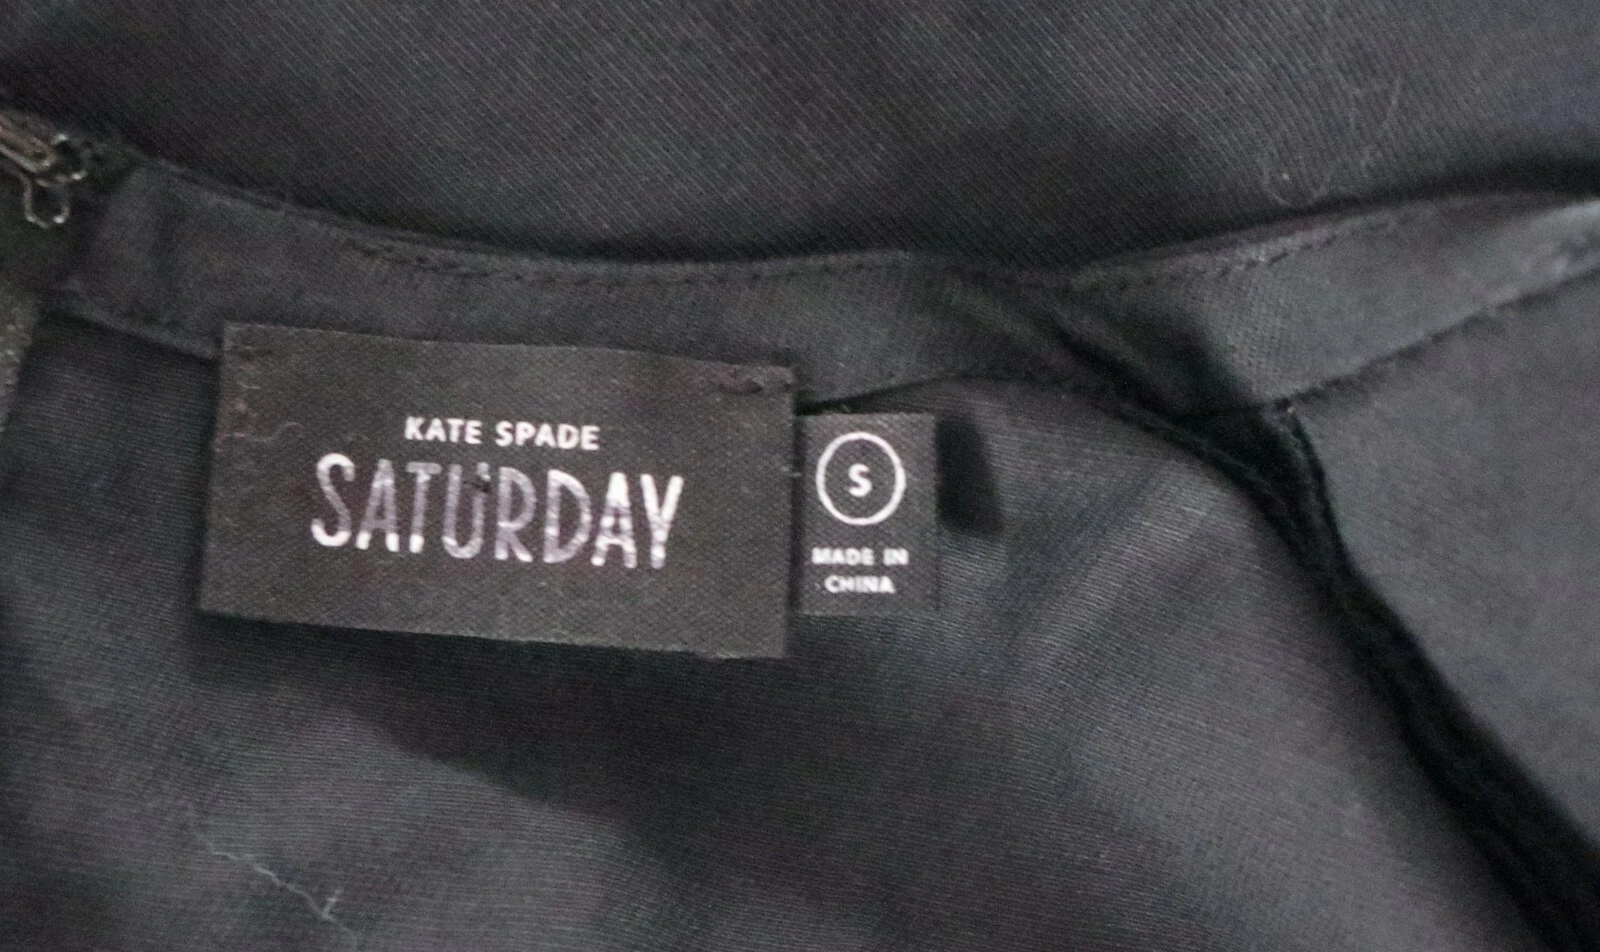 KATE SPADE
SATURDAY
S
MADE IN
CHINA